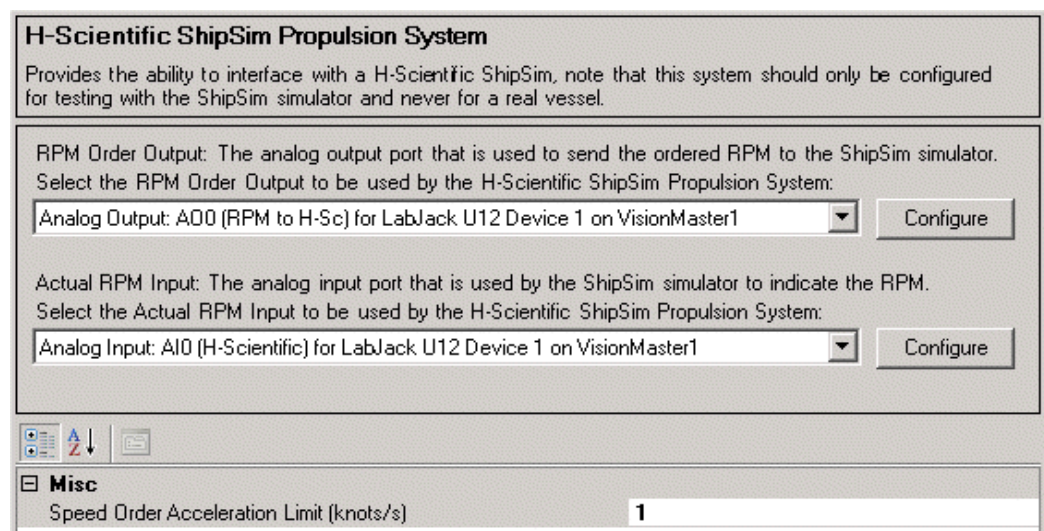 H-Scientific ShipSim Propulsion System
Provides the ability to interface with a H-Scientific ShipSim, note that this system should only be configured
for testing with the ShipSim simulator and never for a real vessel.
RPM Order Output: The analog output port that is used to send the ordered RPM to the ShipSim simulator.
Select the RPM Order Output to be used by the H-Scientific ShipSim Propulsion System:
Analog Output: AO0 (RPM to H-Sc) for LabJack U12 Device 1 on VisionMaster1
Configure
Actual RPM Input: The analog input port that is used by the ShipSim simulator to indicate the RPM.
Select the Actual RPM Input to be used by the H-Scientific ShipSim Propulsion System:
Analog Input: AI0 (H-Scientific) for LabJack U12 Device 1 on VisionMaster1
Configure
Misc
Speed Order Acceleration Limit (knots/s) 1